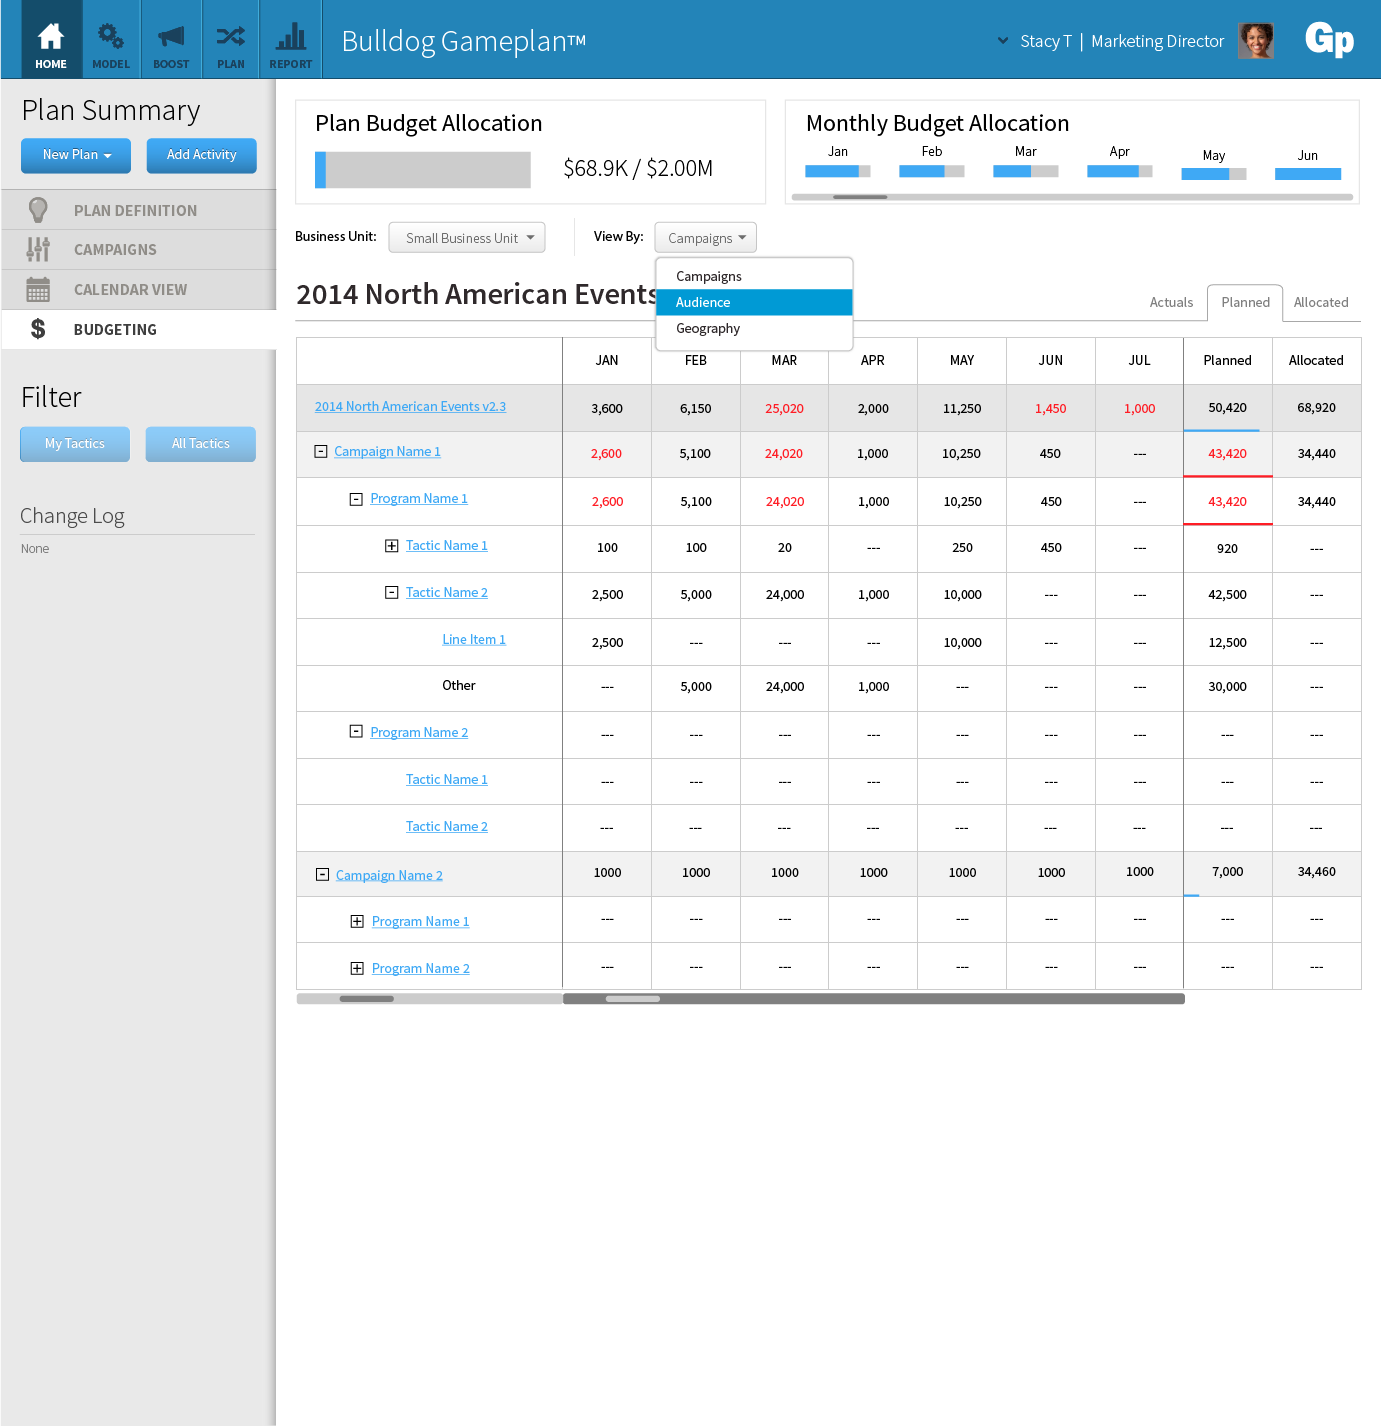 HOME MODEL BOOST PLAN REPORT Bulldog Gameplan™ Stacy T | Marketing Director Gp
Plan Summary
New Plan Add Activity
PLAN DEFINITION
CAMPAIGNS
CALENDAR VIEW
BUDGETING
Filter
My Tactics All Tactics
Change Log
None
Plan Budget Allocation
$68.9K / $2.00M
Monthly Budget Allocation
Jan Feb Mar Apr May Jun
Business Unit: Small Business Unit View By: Campaigns
Campaigns
Audience
Geography
2014 North American Events
Actuals Planned Allocated
JAN FEB MAR APR MAY JUN JUL Planned Allocated
2014 North American Events v2.3 3,600 6,150 25,020 2,000 11,250 1,450 1,000 50,420 68,920
Campaign Name 1 2,600 5,100 24,020 1,000 10,250 450 --- 43,420 34,440
Program Name 1 2,600 5,100 24,020 1,000 10,250 450 --- 43,420 34,440
Tactic Name 1 100 100 20 --- 250 450 --- 920 ---
Tactic Name 2 2,500 5,000 24,000 1,000 10,000 --- --- 42,500 ---
Line Item 1 2,500 --- --- --- 10,000 --- --- 12,500 ---
Other --- 5,000 24,000 1,000 --- --- --- 30,000 ---
Program Name 2 --- --- --- --- --- --- --- --- ---
Tactic Name 1 --- --- --- --- --- --- --- --- ---
Tactic Name 2 --- --- --- --- --- --- --- --- ---
Campaign Name 2 1000 1000 1000 1000 1000 1000 1000 7,000 34,460
Program Name 1 --- --- --- --- --- --- --- --- ---
Program Name 2 --- --- --- --- --- --- --- --- ---